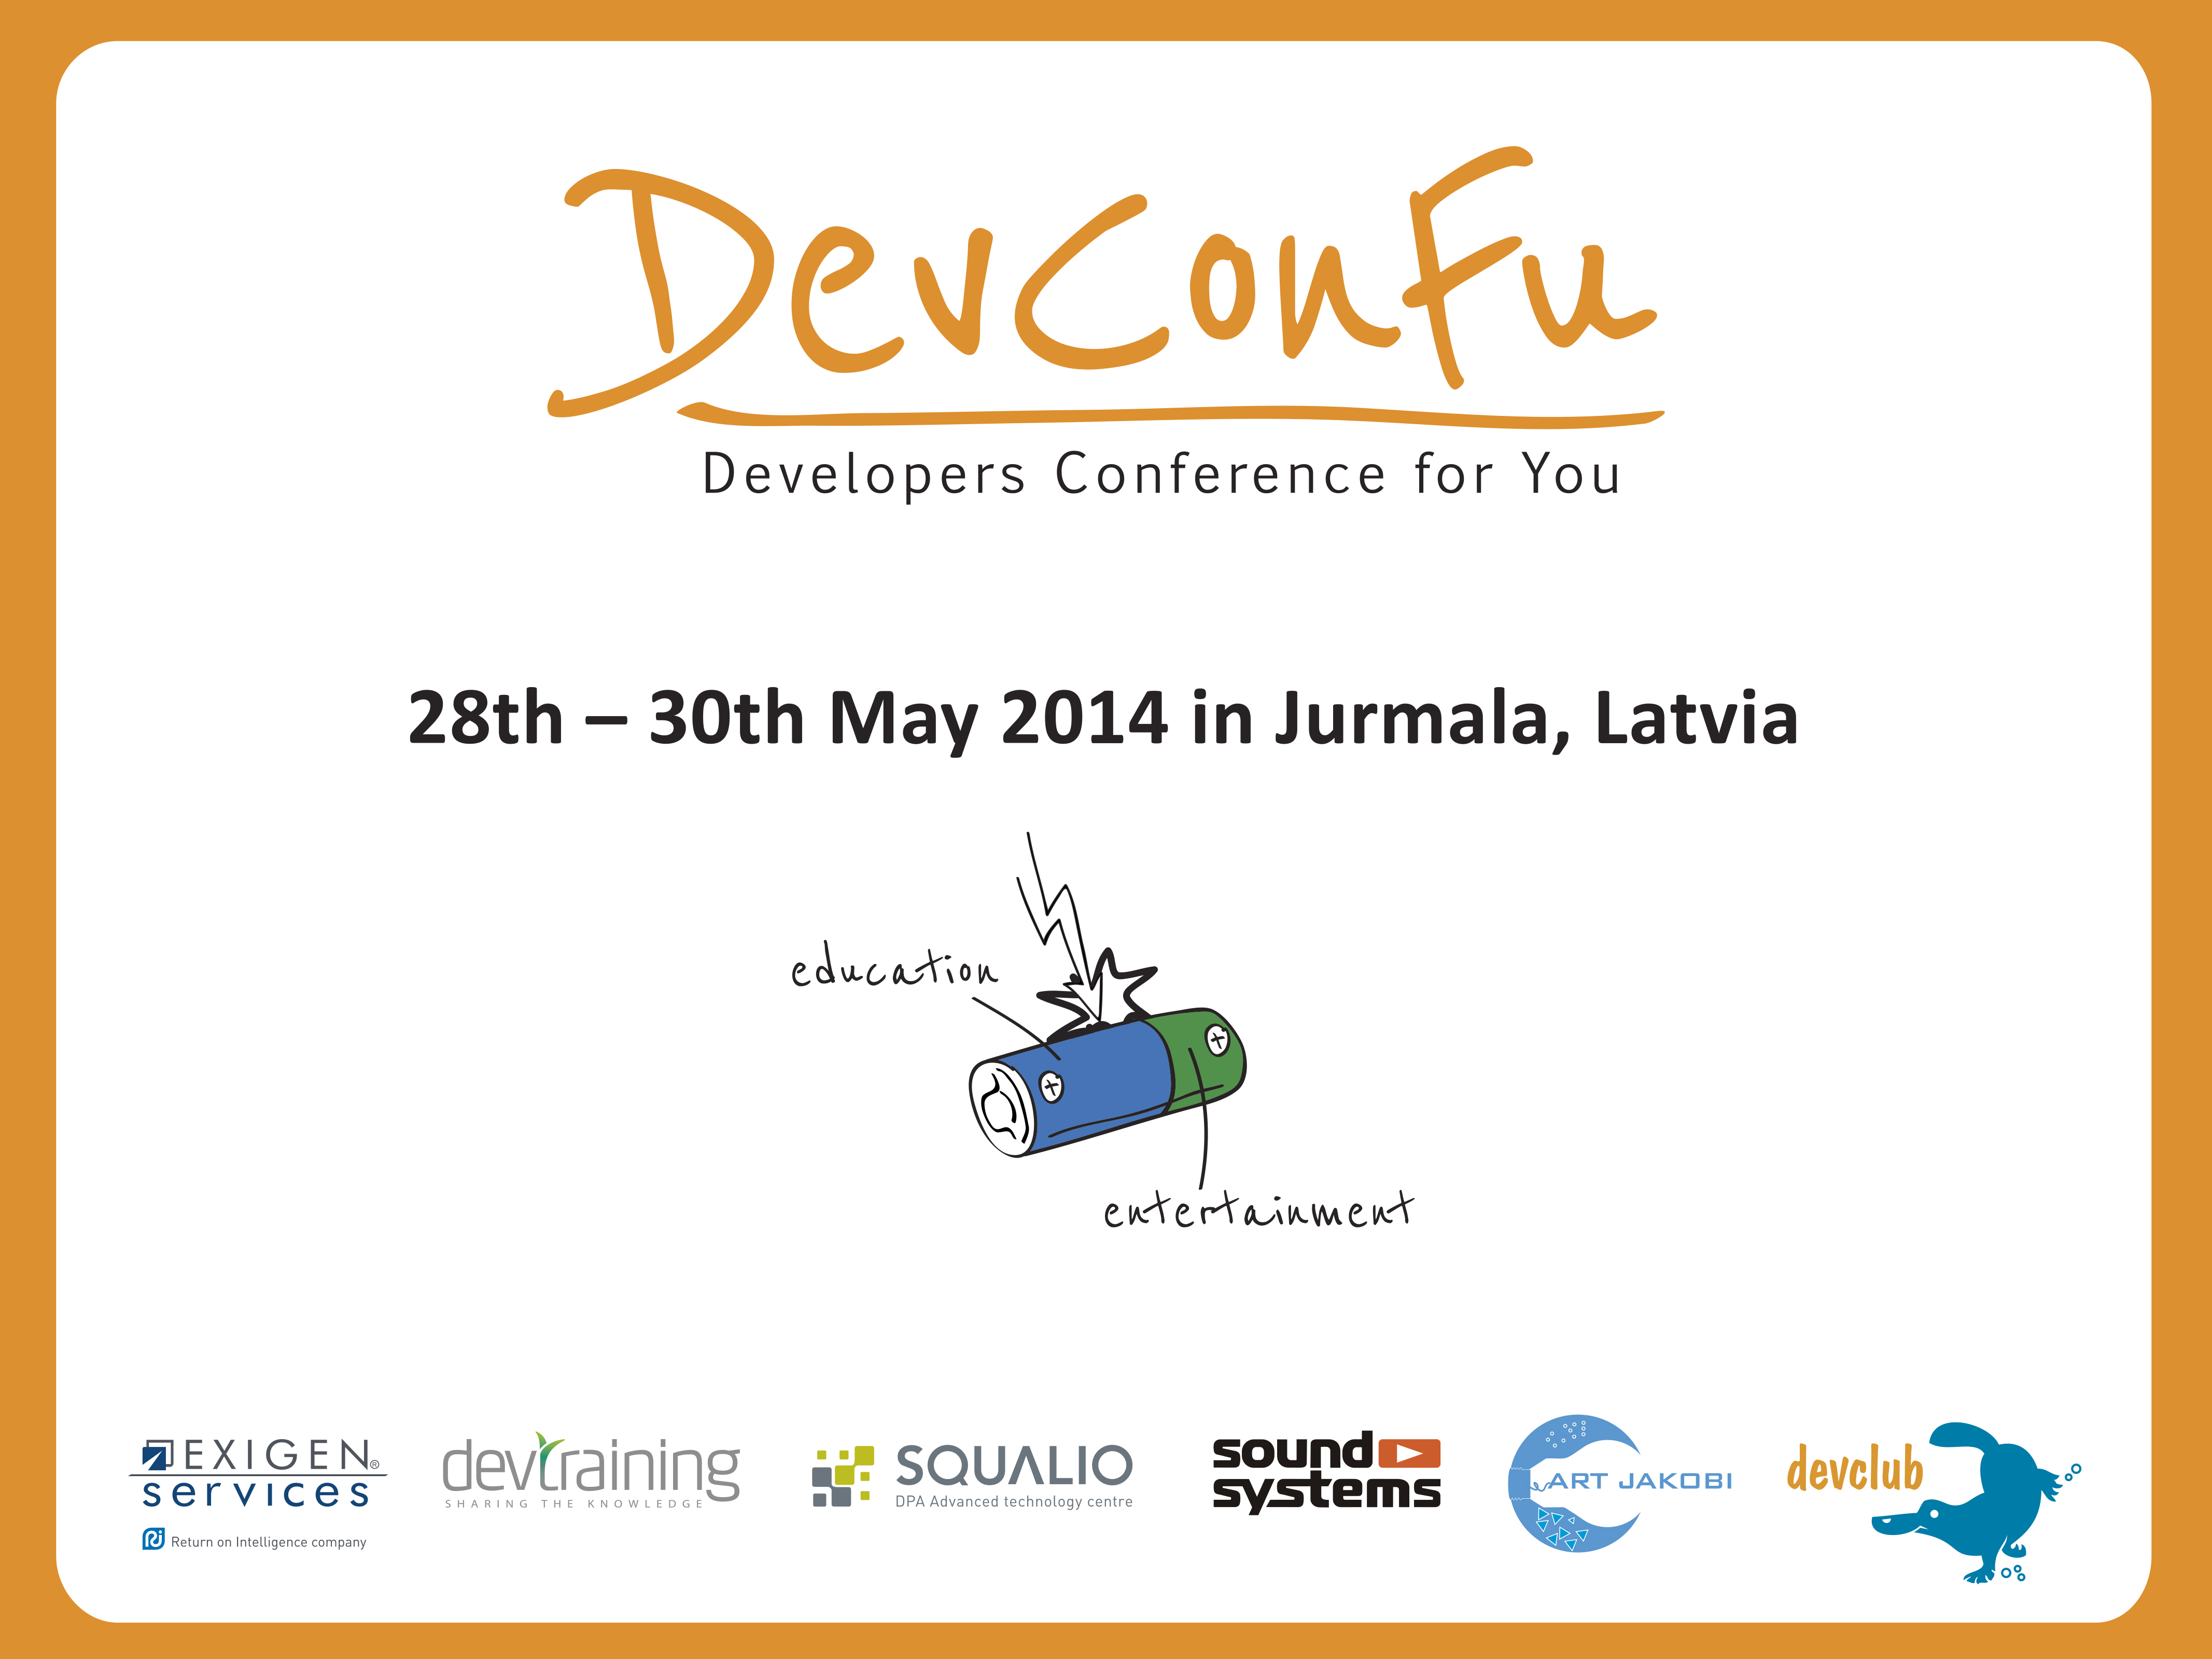 DevConFu
Developers Conference for You
28th – 30th May 2014 in Jurmala, Latvia
education
entertainment
EXIGEN®
services
Return on Intelligence company
devtraining
SHARING THE KNOWLEDGE
SQUALIO
DPA Advanced technology centre
sound
systems
ART JAKOBI
devclub